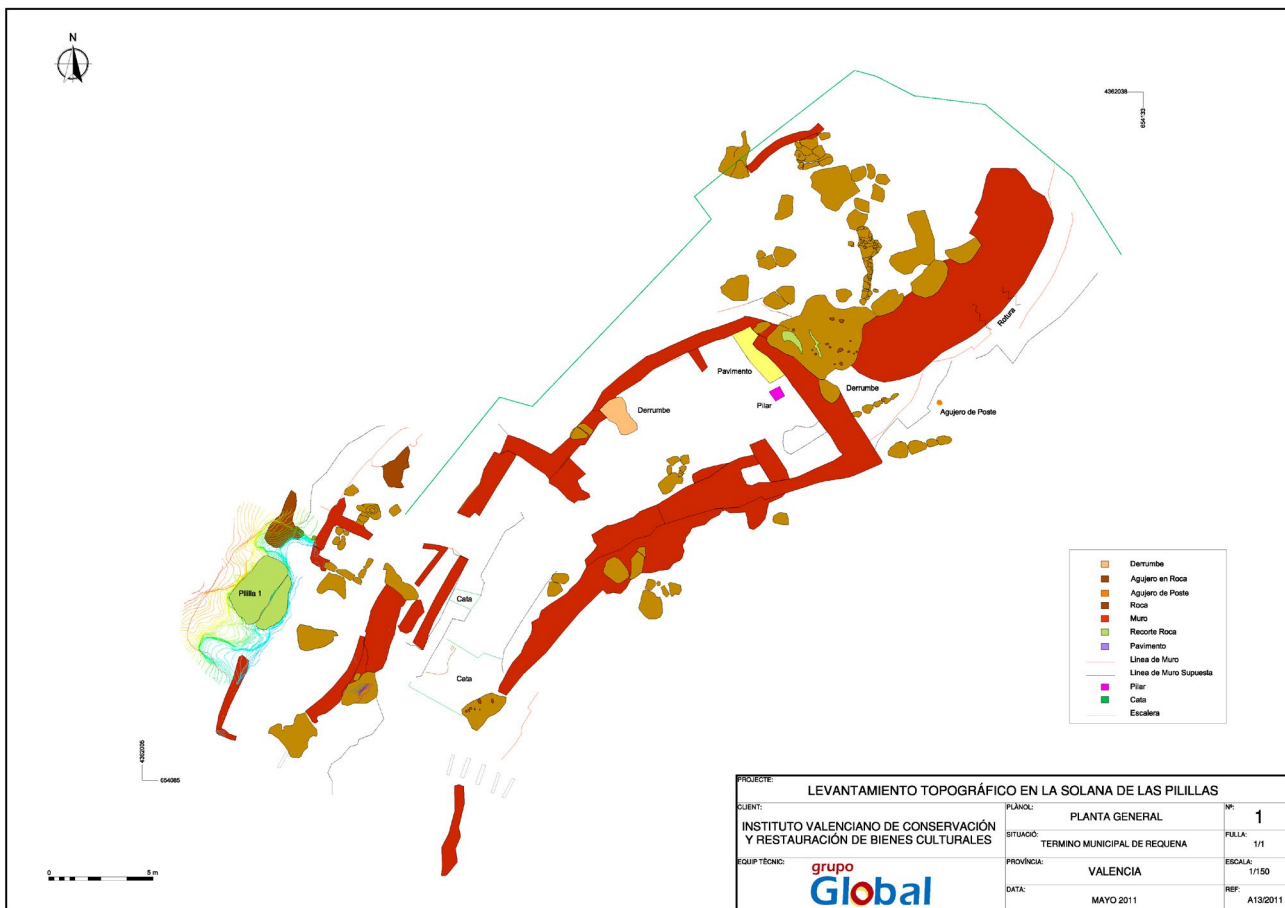 N
4362038
654133
Rotura
Pavimento
Derrumbe
Pilar
Derrumbe
Agujero de Poste
Pililla 1
Cata
Cata
4362005
654085
0 5 m
Derrumbe
Agujero en Roca
Agujero de Poste
Roca
Muro
Recorte Roca
Pavimento
Linea de Muro
Linea de Muro Supuesta
Pilar
Cata
Escalera
PROJECTE:
LEVANTAMIENTO TOPOGRÁFICO EN LA SOLANA DE LAS PILILLAS
CLIENT:
INSTITUTO VALENCIANO DE CONSERVACIÓN
Y RESTAURACIÓN DE BIENES CULTURALES
PLÀNOL:
PLANTA GENERAL
Nº:
1
SITUACIÓ:
TERMINO MUNICIPAL DE REQUENA
FULLA:
1/1
EQUIP TÈCNIC:
grupo
Global
PROVÍNCIA:
VALENCIA
ESCALA:
1/150
DATA:
MAYO 2011
REF:
A13/2011